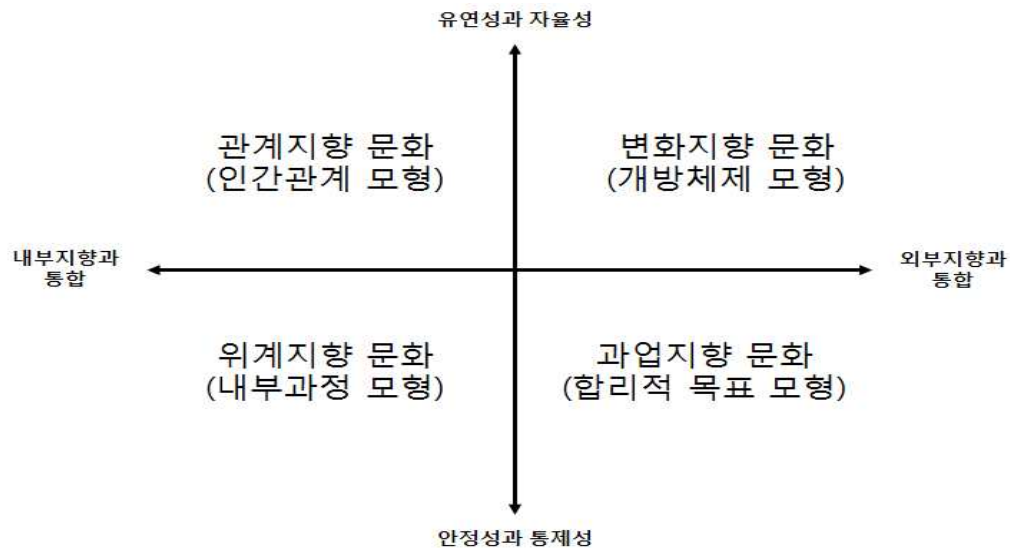 유연성과 자율성
관계지향 문화
(인간관계 모형)
변화지향 문화
(개방체제 모형)
내부지향과
통합
외부지향과
통합
위계지향 문화
(내부과정 모형)
과업지향 문화
(합리적 목표 모형)
안정성과 통제성